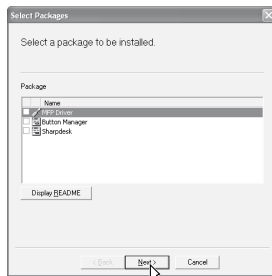 Select Packages
Select a package to be installed.
Package
Name
MFP Driver
Button Manager
Sharpdesk
Display README
< Back Next > Cancel